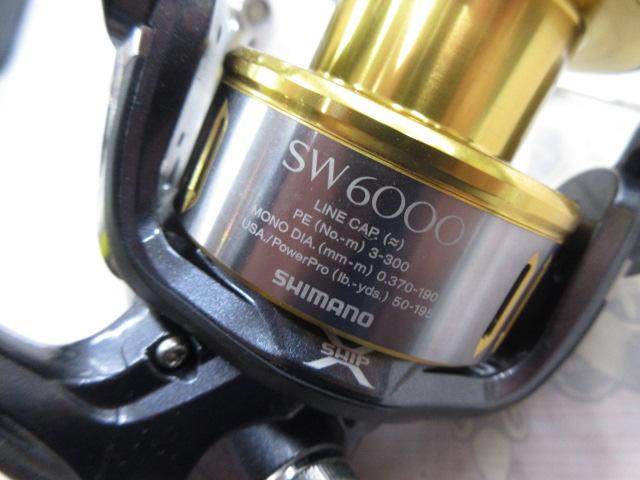 SW6000
LINE CAP. (≈)
PE (No.-m) 3-300
MONO DIA. (mm-m) 0.370-190
USA./PowerPro (lb.-yds.) 50-195
SHIMANO
X
SHIP